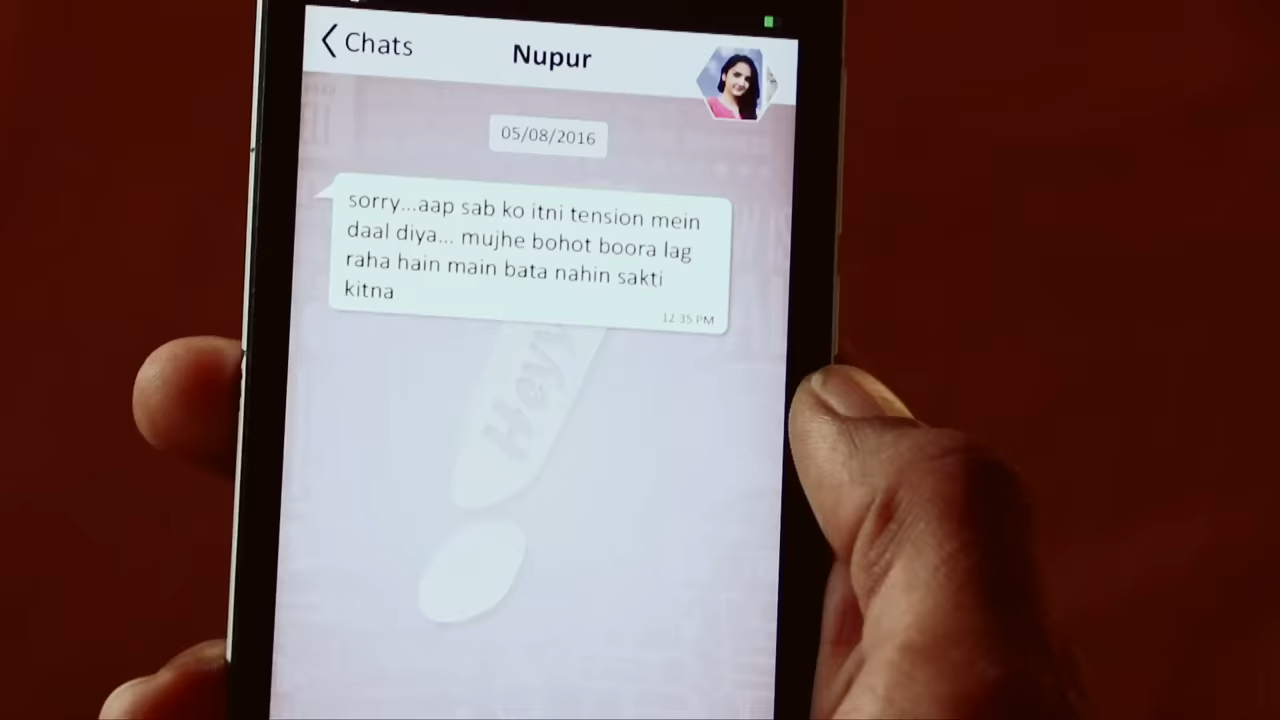 Chats
Nupur
05/08/2016
sorry...aap sab ko itni tension mein
daal diya... mujhe bohot boora lag
raha hain main bata nahin sakti
kitna
12:35 PM
Heyy